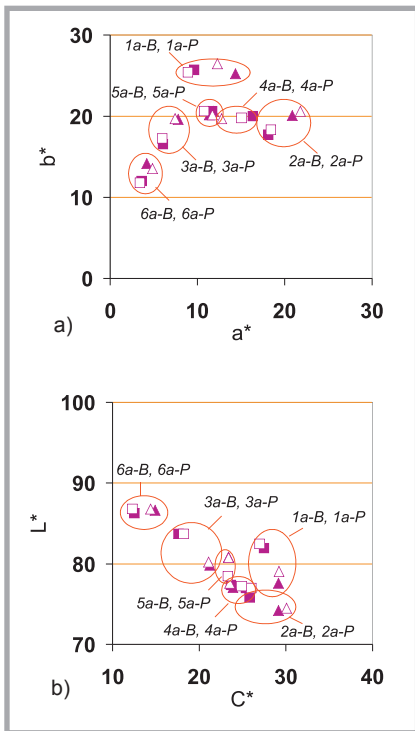 40
1a-B, 1a-P
30
5a-B, 5a-P
4a-B, 4a-P
20
b*
3a-B, 3a-P
2a-B, 2a-P
10
6a-B, 6a-P
0
0 10 20 30
a)
a*
100
90
6a-B, 6a-P
3a-B, 3a-P
1a-B, 1a-P
L*
80
5a-B, 5a-P
4a-B, 4a-P
2a-B, 2a-P
70
10 20 30 40
b)
C*